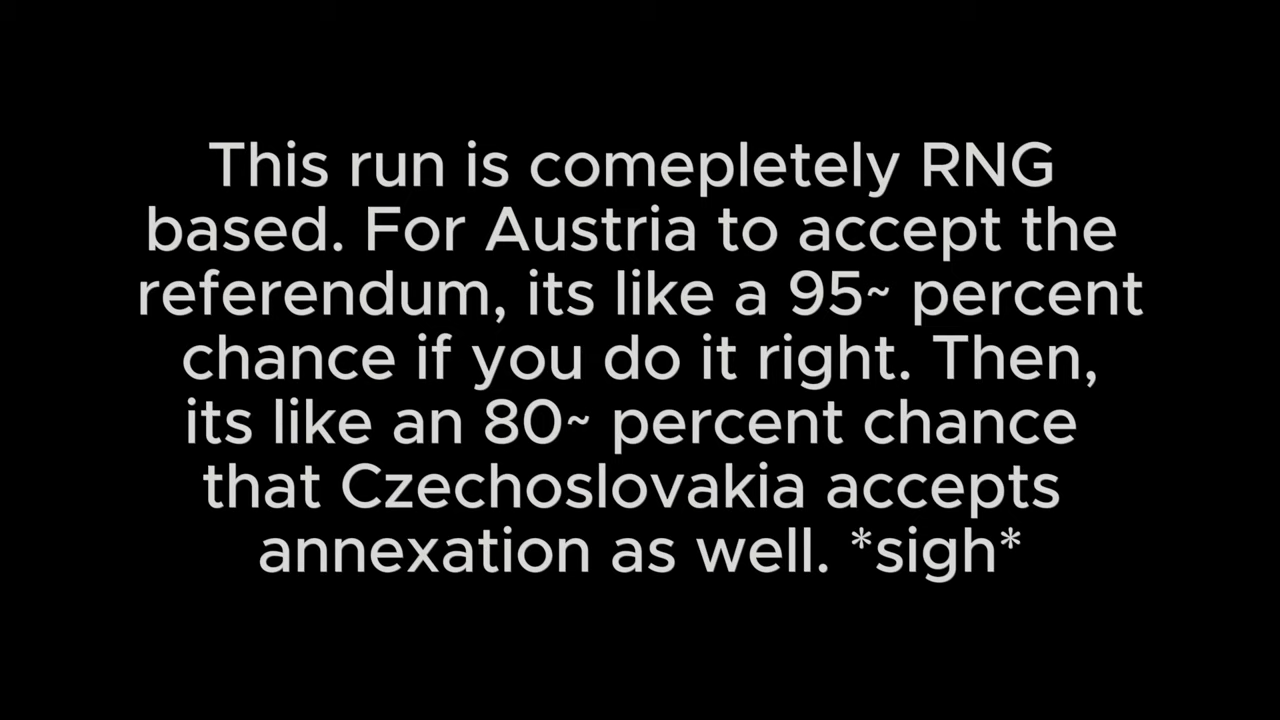 This run is comepletely RNG
based. For Austria to accept the
referendum, its like a 95~ percent
chance if you do it right. Then,
its like an 80~ percent chance
that Czechoslovakia accepts
annexation as well. *sigh*